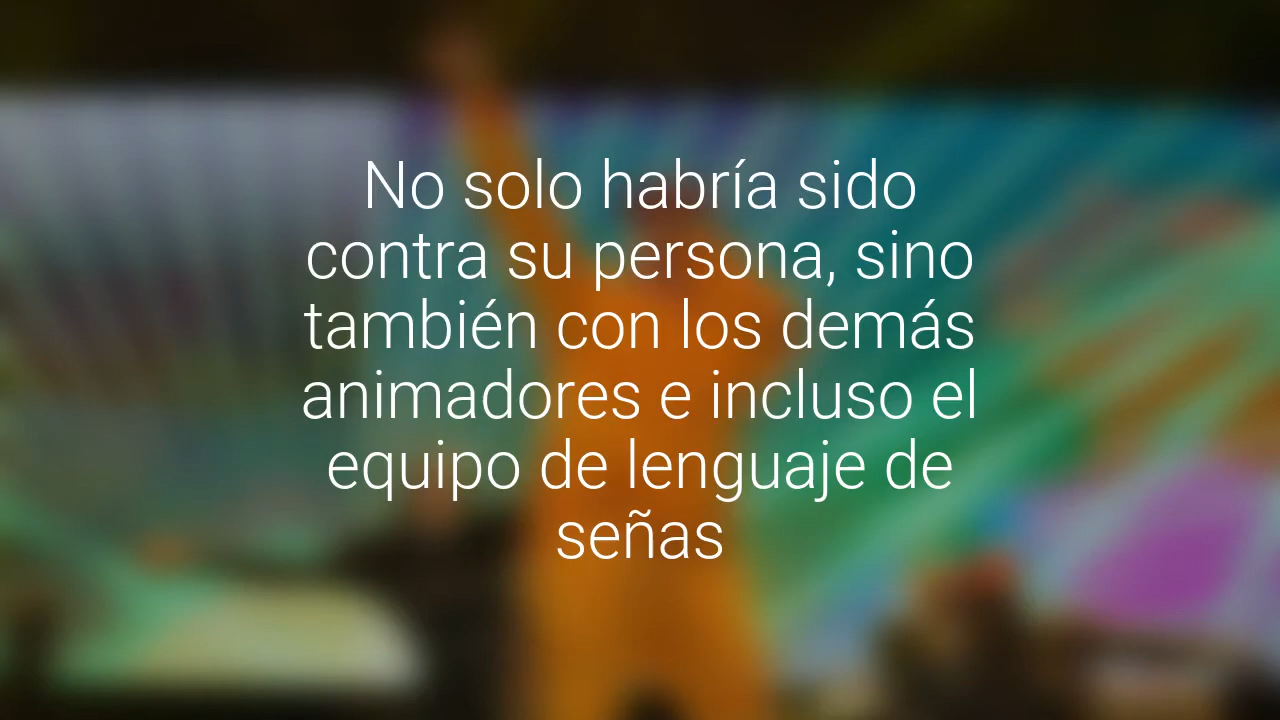 No solo habría sido
contra su persona, sino
también con los demás
animadores e incluso el
equipo de lenguaje de
señas